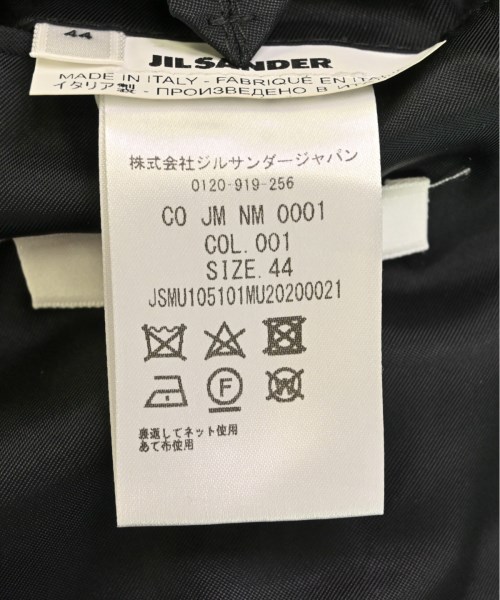 44
JIL SANDER
MADE IN ITALY - FABRIQUÉ EN
イタリア製 - ПРОИЗВЕДЕНО В
株式会社ジルサンダージャパン
0120-919-256
CO JM NM 0001
COL. 001
SIZE. 44
JSMU105101MU20200021
F
W
裏返してネット使用
あて布使用